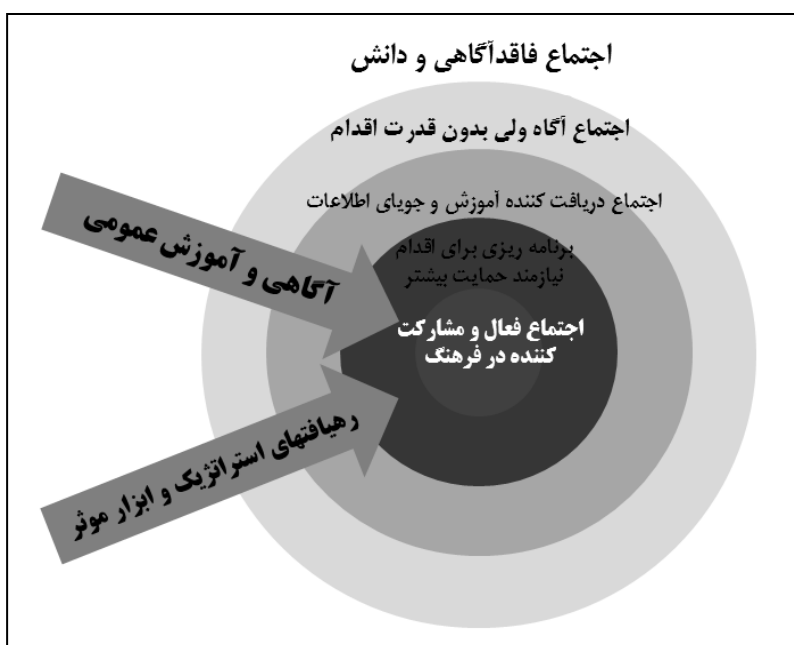 اجتماع فاقدآگاهی و دانش
اجتماع آگاه ولی بدون قدرت اقدام
اجتماع دریافت کننده آموزش و جویای اطلاعات
برنامه ریزی برای اقدام
نیازمند حمایت بیشتر
اجتماع فعال و مشارکت
کننده در فرهنگ
آگاهی و آموزش عمومی
رهیافتهای استراتژیک و ابزار موثر